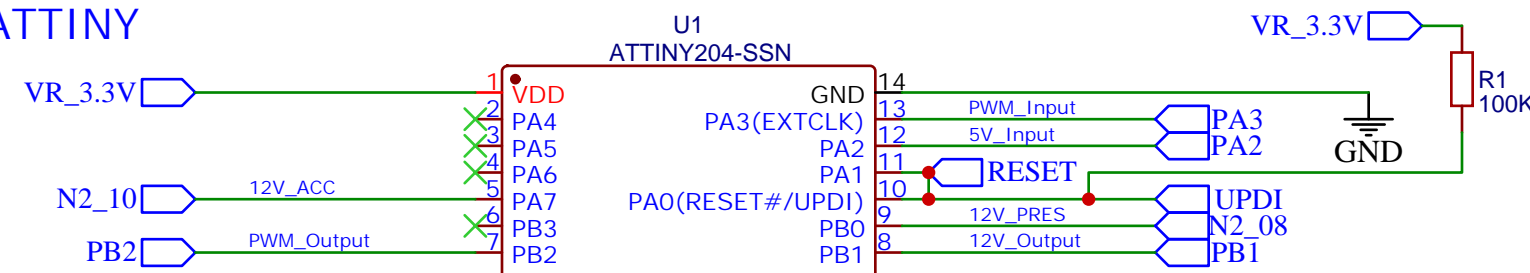 ATTINY
U1
ATTINY204-SSN
VR_3.3V
VR_3.3V
R1
100K
1 VDD GND 14
2 PA4 PA3(EXTCLK) 13 PWM_Input PA3
3 PA5 PA2 12 5V_Input PA2
GND
4 PA6 PA1 11 RESET
N2_10 12V_ACC 5 PA7 PA0(RESET#/UPDI) 10 UPDI
6 PB3 PB0 9 12V_PRES N2_08
PB2 PWM_Output 7 PB2 PB1 8 12V_Output PB1